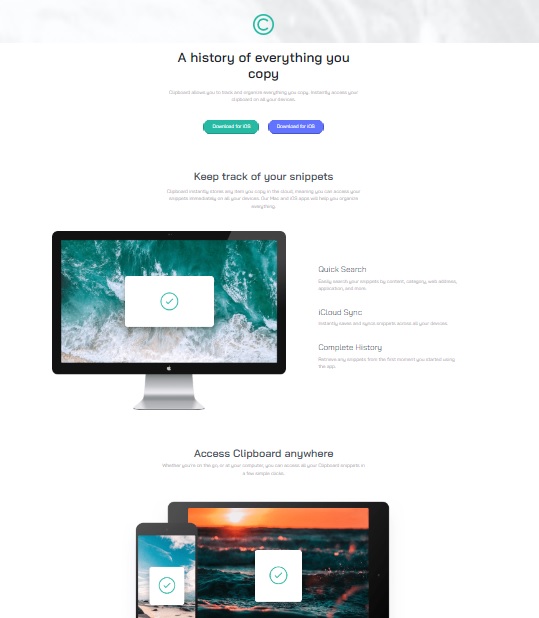 A history of everything you
copy
Clipboard allows you to track and organize everything you copy. Instantly access your
clipboard on all your devices.
Download for iOS
Download for iOS
Keep track of your snippets
Clipboard instantly stores any item you copy in the cloud, meaning you can access your
snippets immediately on all your devices. Our Mac and iOS apps will help you organize
everything.
Quick Search
Easily search your snippets by content, category, web address,
application, and more.
iCloud Sync
Instantly saves and syncs snippets across all your devices.
Complete History
Retrieve any snippets from the first moment you started using
the app.
Access Clipboard anywhere
Whether you're on the go, or at your computer, you can access all your Clipboard snippets in
a few simple clicks.